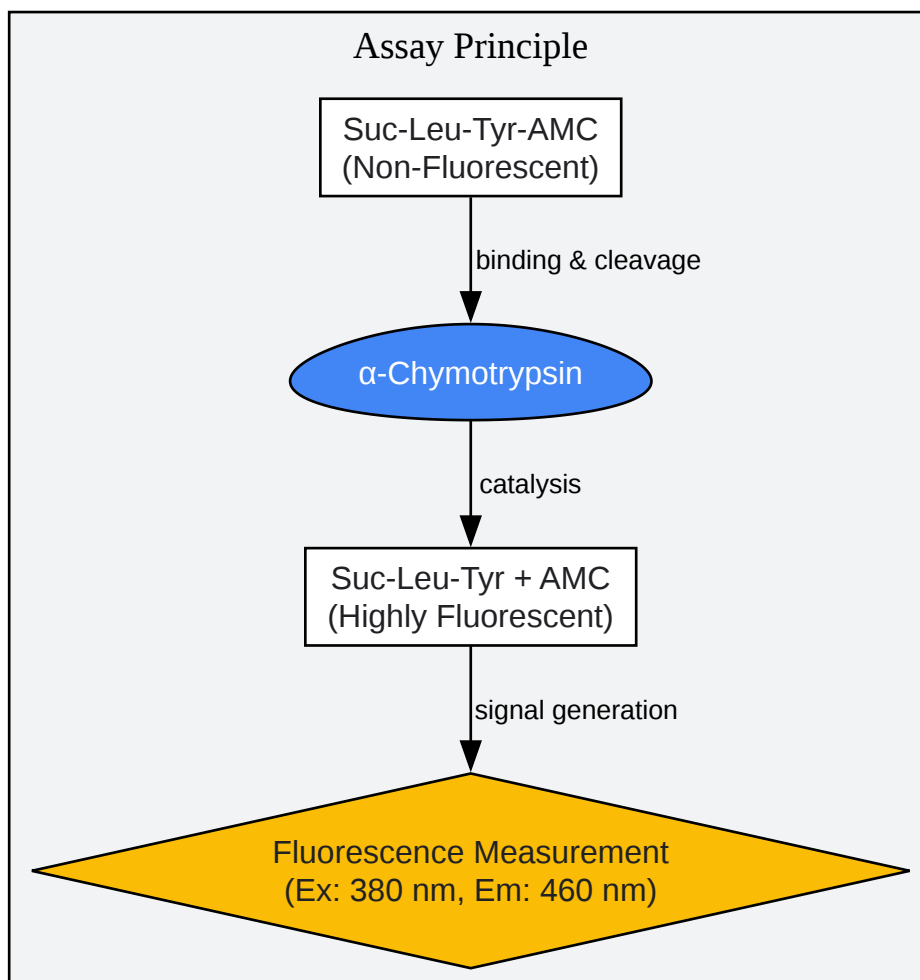 Assay Principle
Suc-Leu-Tyr-AMC
(Non-Fluorescent)
binding & cleavage
α-Chymotrypsin
catalysis
Suc-Leu-Tyr + AMC
(Highly Fluorescent)
signal generation
Fluorescence Measurement
(Ex: 380 nm, Em: 460 nm)